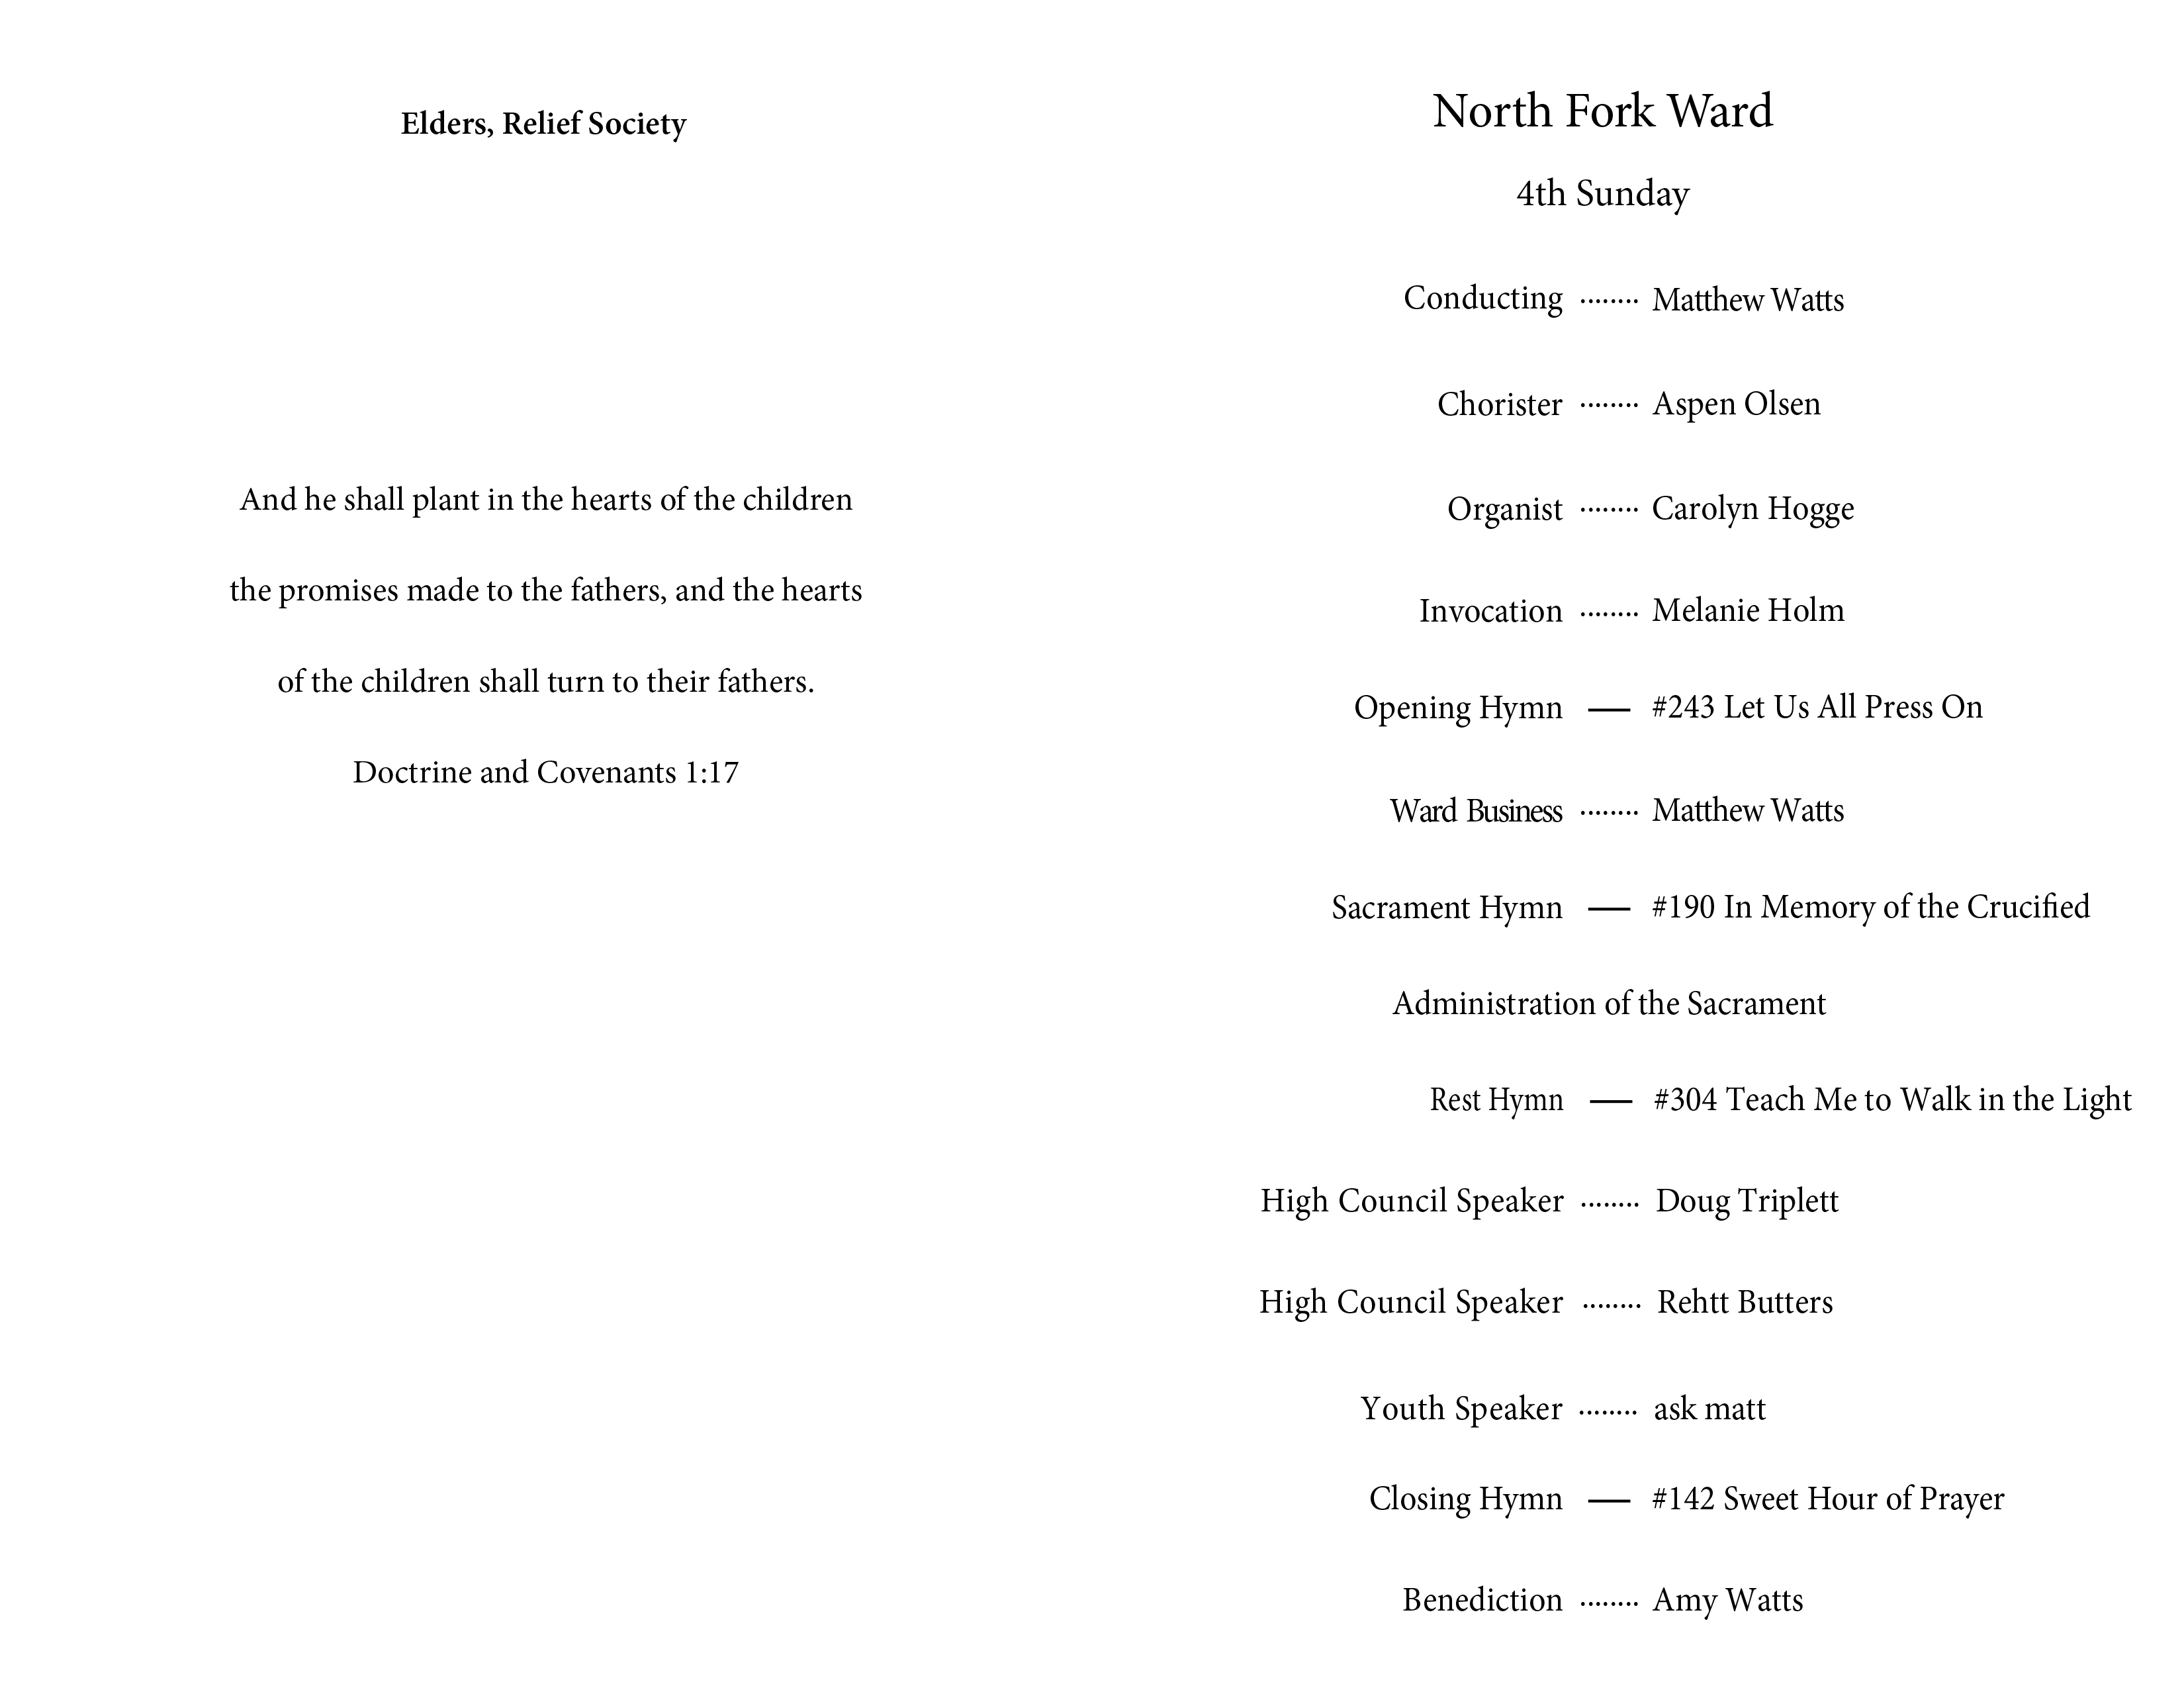 Elders, Relief Society
And he shall plant in the hearts of the children
the promises made to the fathers, and the hearts
of the children shall turn to their fathers.
Doctrine and Covenants 1:17
North Fork Ward
4th Sunday
Conducting ........ Matthew Watts
Chorister ........ Aspen Olsen
Organist ........ Carolyn Hogge
Invocation ........ Melanie Holm
Opening Hymn — #243 Let Us All Press On
Ward Business ........ Matthew Watts
Sacrament Hymn — #190 In Memory of the Crucified
Administration of the Sacrament
Rest Hymn — #304 Teach Me to Walk in the Light
High Council Speaker ........ Doug Triplett
High Council Speaker ........ Rehtt Butters
Youth Speaker ........ ask matt
Closing Hymn — #142 Sweet Hour of Prayer
Benediction ........ Amy Watts